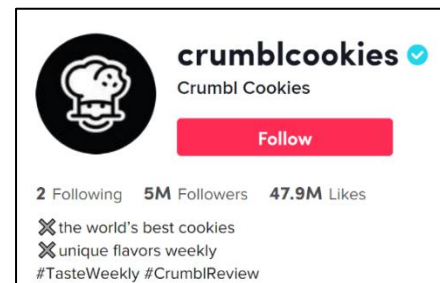 crumblcookies
Crumbl Cookies
Follow
2 Following 5M Followers 47.9M Likes
the world's best cookies
unique flavors weekly
#TasteWeekly #CrumblReview